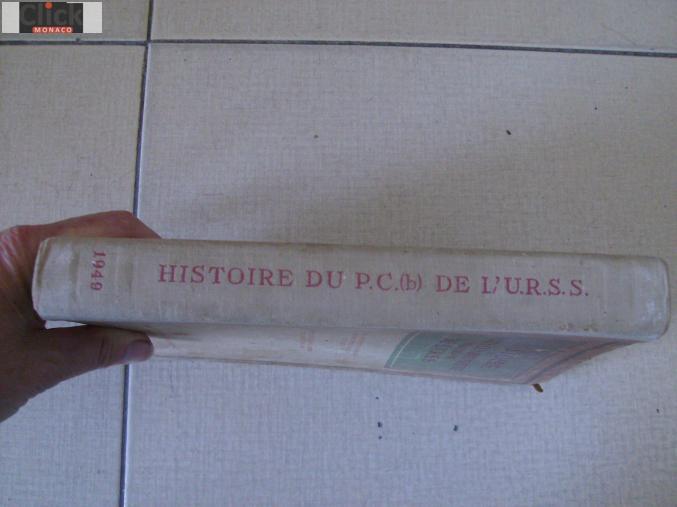 Click
MONACO
1949
HISTOIRE DU P.C.(b) DE L'U.R.S.S.